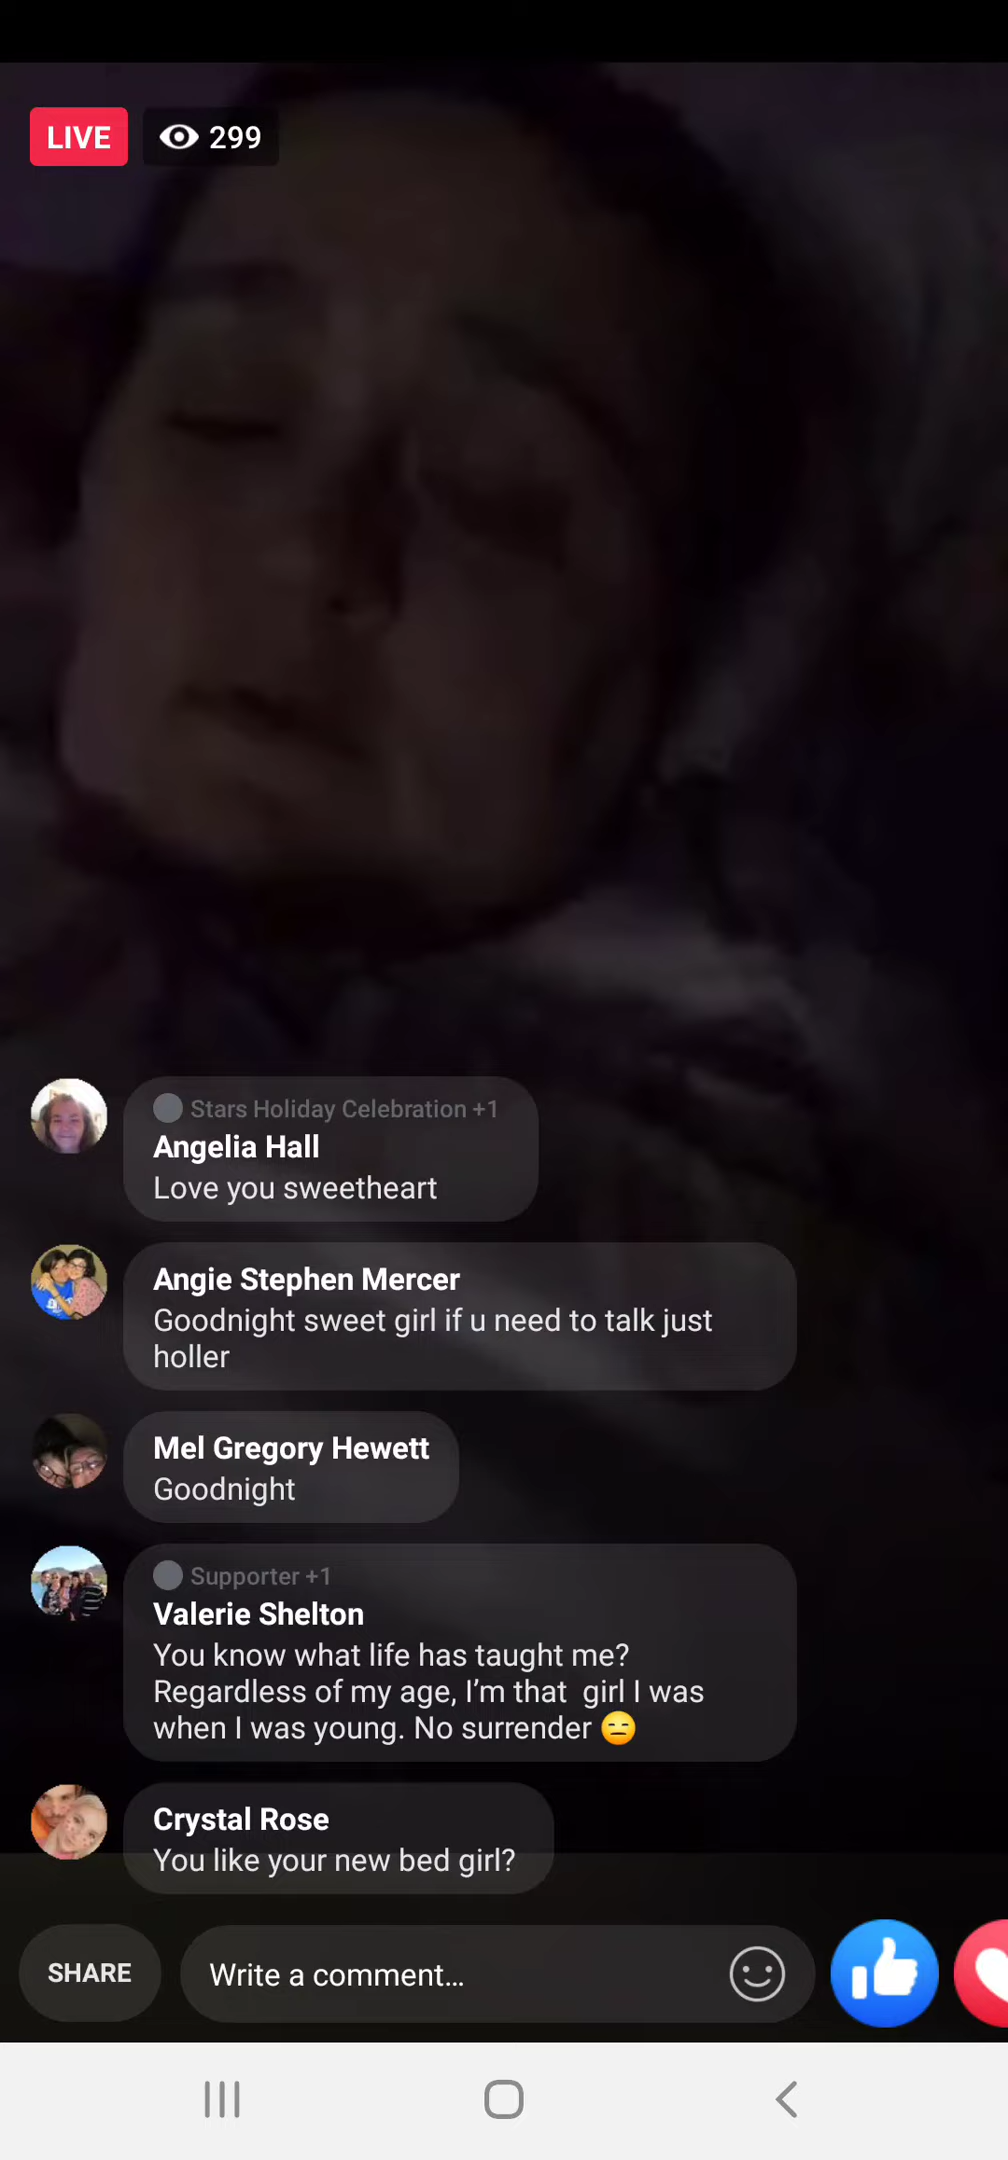 LIVE 299
Stars Holiday Celebration +1
Angelia Hall
Love you sweetheart
Angie Stephen Mercer
Goodnight sweet girl if u need to talk just
holler
Mel Gregory Hewett
Goodnight
Supporter +1
Valerie Shelton
You know what life has taught me?
Regardless of my age, I’m that  girl I was
when I was young. No surrender 😑
Crystal Rose
You like your new bed girl?
SHARE Write a comment...